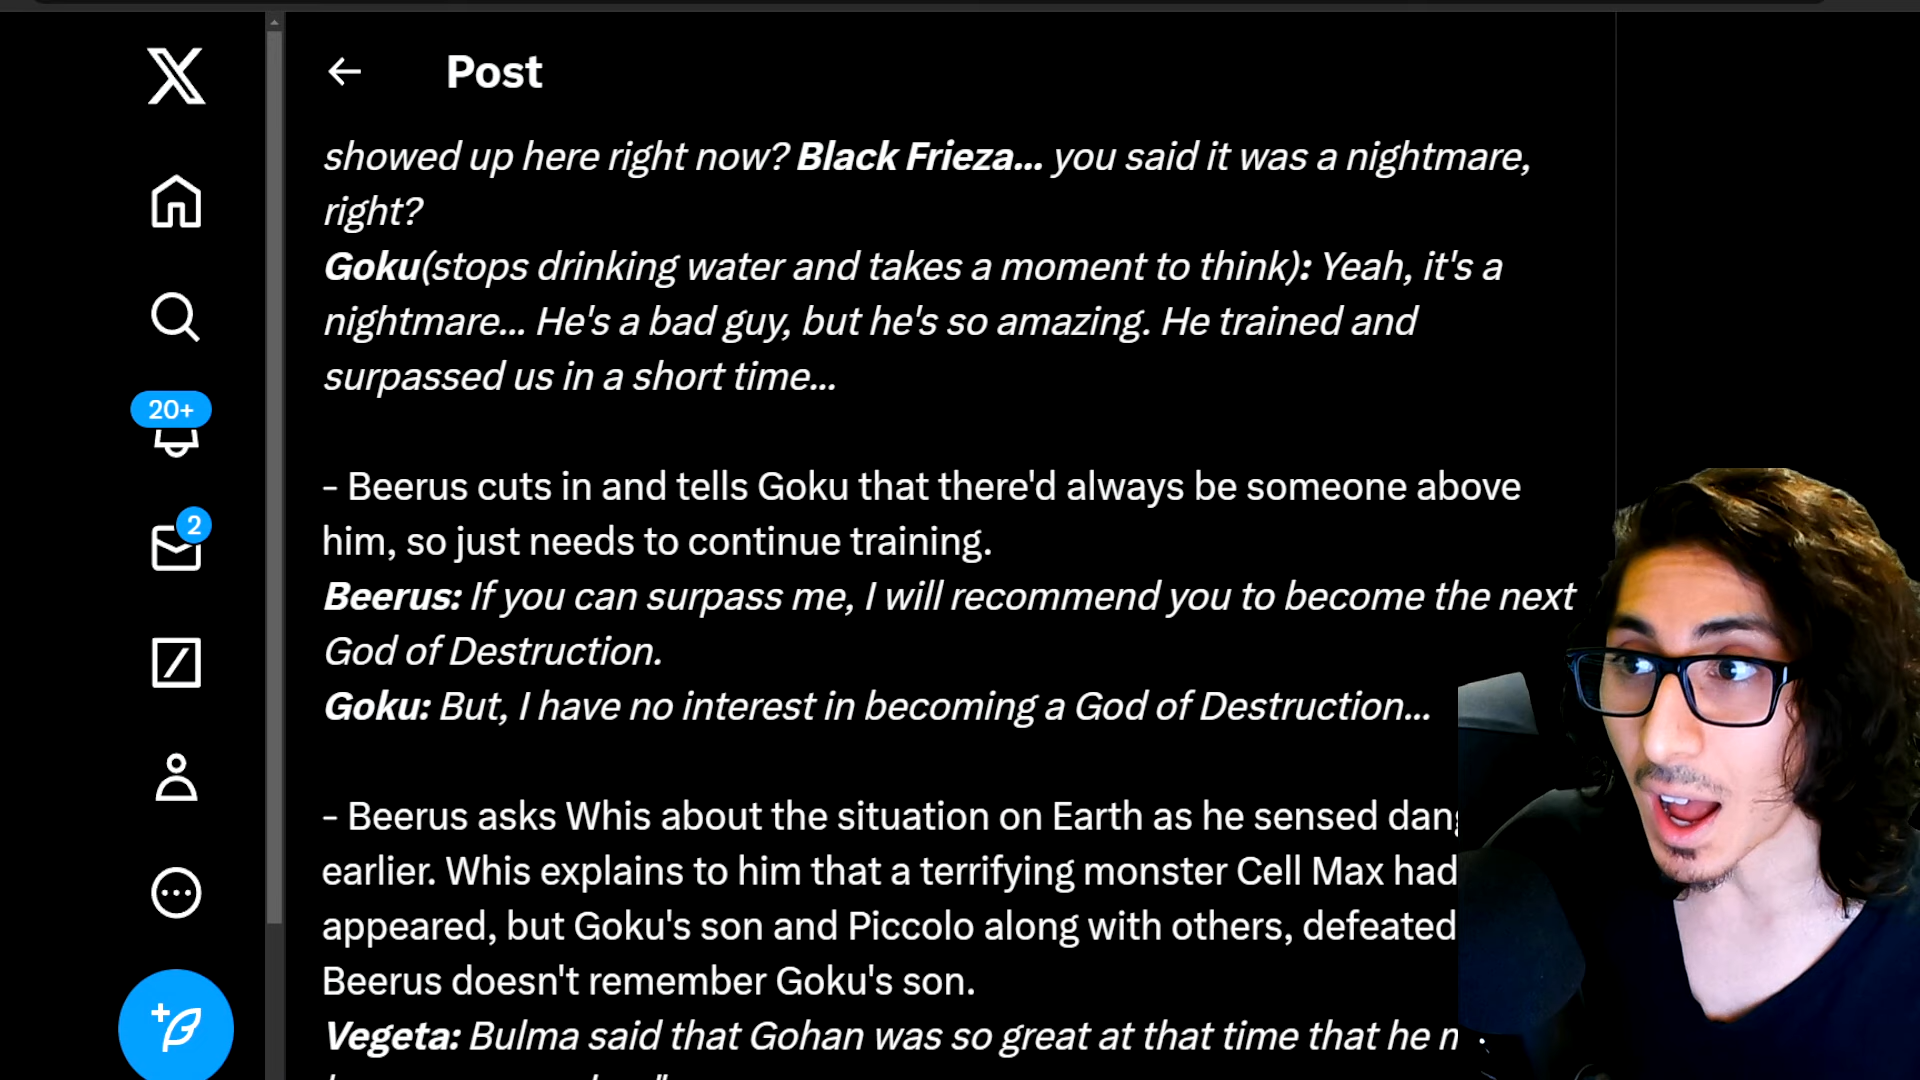 Post
showed up here right now? Black Frieza... you said it was a nightmare,
right?
Goku(stops drinking water and takes a moment to think): Yeah, it's a
nightmare... He's a bad guy, but he's so amazing. He trained and
surpassed us in a short time...
20+
- Beerus cuts in and tells Goku that there'd always be someone above
him, so just needs to continue training.
2
Beerus: If you can surpass me, I will recommend you to become the next
God of Destruction.
Goku: But, I have no interest in becoming a God of Destruction...
- Beerus asks Whis about the situation on Earth as he sensed
earlier. Whis explains to him that a terrifying monster Cell Max had
appeared, but Goku's son and Piccolo along with others, defeated
Beerus doesn't remember Goku's son.
Vegeta: Bulma said that Gohan was so great at that time that he